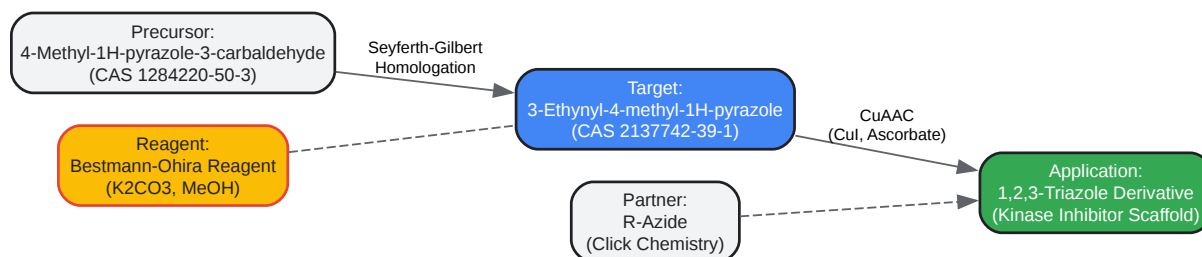 Precursor:
4-Methyl-1H-pyrazole-3-carbaldehyde
(CAS 1284220-50-3)
Seyferth-Gilbert
Homologation
Reagent:
Bestmann-Ohira Reagent
(K2CO3, MeOH)
Target:
3-Ethynyl-4-methyl-1H-pyrazole
(CAS 2137742-39-1)
CuAAC
(CuI, Ascorbate)
Partner:
R-Azide
(Click Chemistry)
Application:
1,2,3-Triazole Derivative
(Kinase Inhibitor Scaffold)